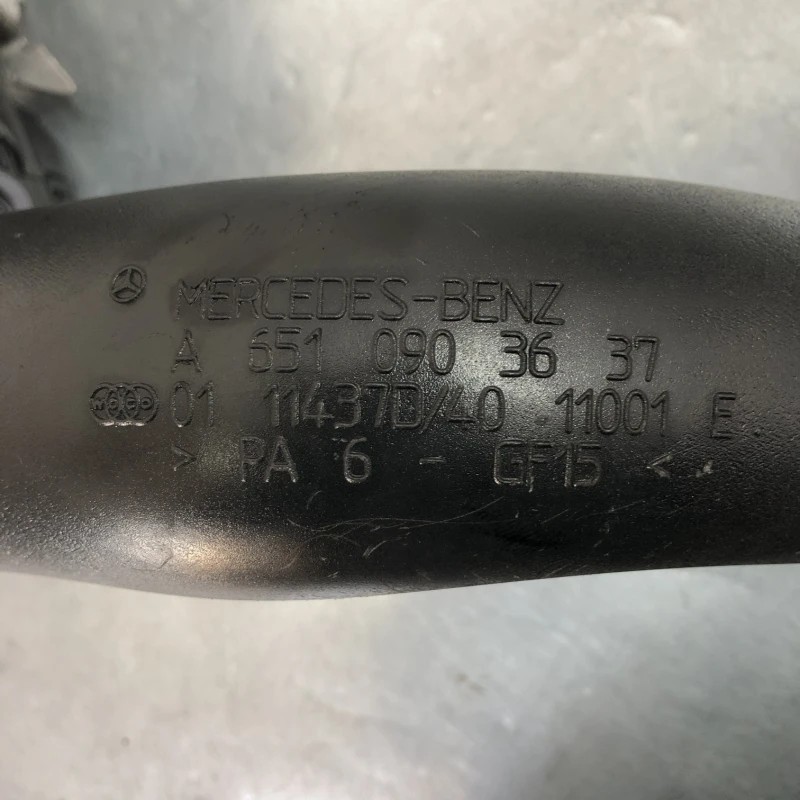 MERCEDES-BENZ
A 651 090 36 37
01 11437D/40 11001 E
> PA 6 - GF15 <